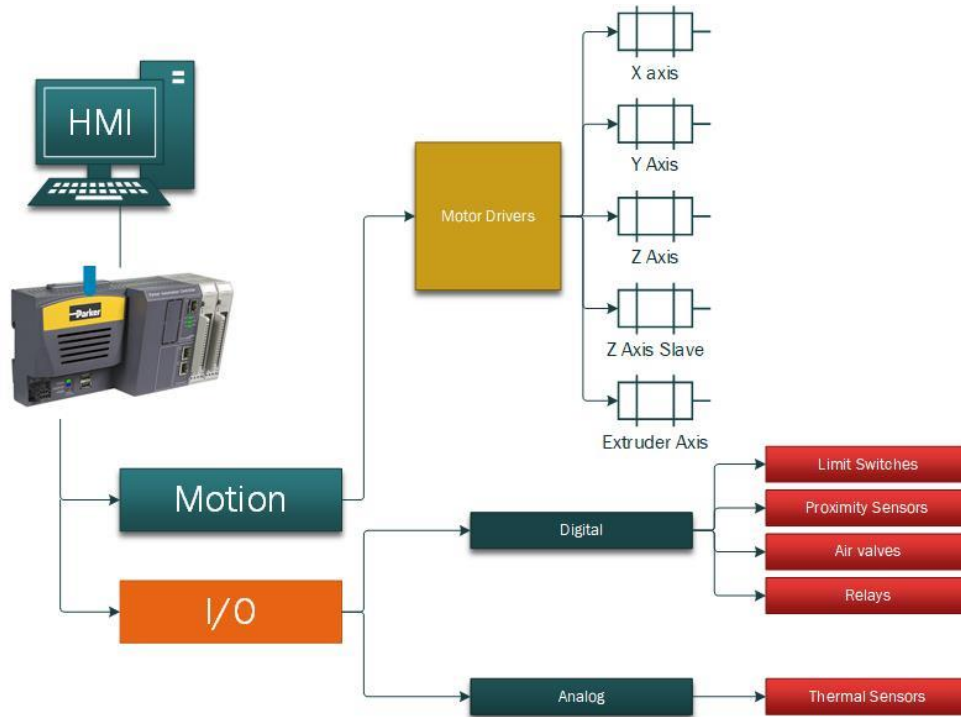 HMI
X axis
Y Axis
Motor Drivers
Z Axis
Parker
Z Axis Slave
Extruder Axis
Limit Switches
Motion
Proximity Sensors
Digital
Air valves
Relays
I/O
Analog
Thermal Sensors